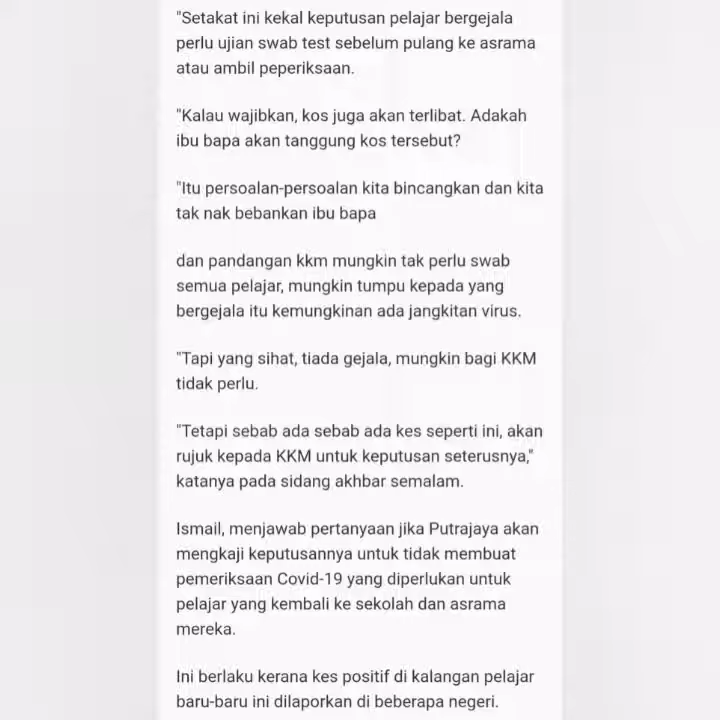 "Setakat ini kekal keputusan pelajar bergejala
perlu ujian swab test sebelum pulang ke asrama
atau ambil peperiksaan.
"Kalau wajibkan, kos juga akan terlibat. Adakah
ibu bapa akan tanggung kos tersebut?
"Itu persoalan-persoalan kita bincangkan dan kita
tak nak bebankan ibu bapa
dan pandangan kkm mungkin tak perlu swab
semua pelajar, mungkin tumpu kepada yang
bergejala itu kemungkinan ada jangkitan virus.
"Tapi yang sihat, tiada gejala, mungkin bagi KKM
tidak perlu.
"Tetapi sebab ada sebab ada kes seperti ini, akan
rujuk kepada KKM untuk keputusan seterusnya,"
katanya pada sidang akhbar semalam.
Ismail, menjawab pertanyaan jika Putrajaya akan
mengkaji keputusannya untuk tidak membuat
pemeriksaan Covid-19 yang diperlukan untuk
pelajar yang kembali ke sekolah dan asrama
mereka.
Ini berlaku kerana kes positif di kalangan pelajar
baru-baru ini dilaporkan di beberapa negeri.